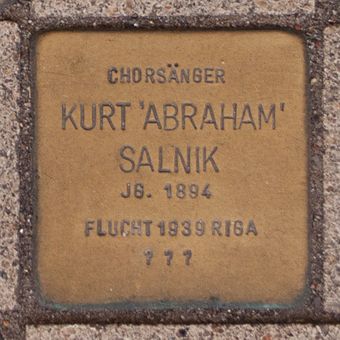 CHORSÄNGER
KURT 'ABRAHAM'
SALNIK
JG. 1894
FLUCHT 1939 RIGA
? ? ?